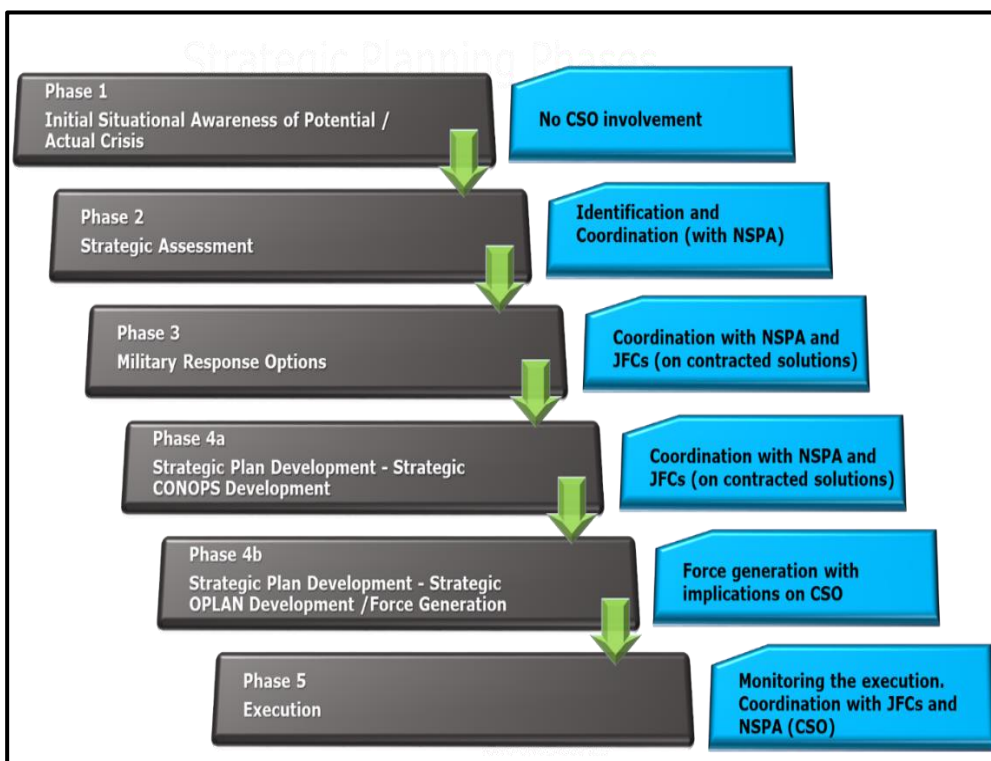 Strategic Planning Phases
Phase 1
Initial Situational Awareness of Potential /
Actual Crisis
No CSO involvement
Phase 2
Strategic Assessment
Identification and
Coordination (with NSPA)
Phase 3
Military Response Options
Coordination with NSPA and
JFCs (on contracted solutions)
Phase 4a
Strategic Plan Development - Strategic
CONOPS Development
Coordination with NSPA and
JFCs (on contracted solutions)
Phase 4b
Strategic Plan Development - Strategic
OPLAN Development /Force Generation
Force generation with
implications on CSO
Phase 5
Execution
Monitoring the execution.
Coordination with JFCs and
NSPA (CSO)